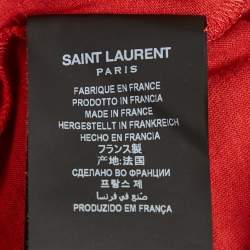 SAINT LAURENT
PARIS
FABRIQUE EN FRANCE
PRODOTTO IN FRANCIA
MADE IN FRANCE
HERGESTELLT IN FRANKREICH
HECHO EN FRANCIA
フランス製
产地:法国
СДЕЛАНО ВО ФРАНЦИИ
프랑스 제
صنع في فرنسا
PRODUZIDO EM FRANÇA